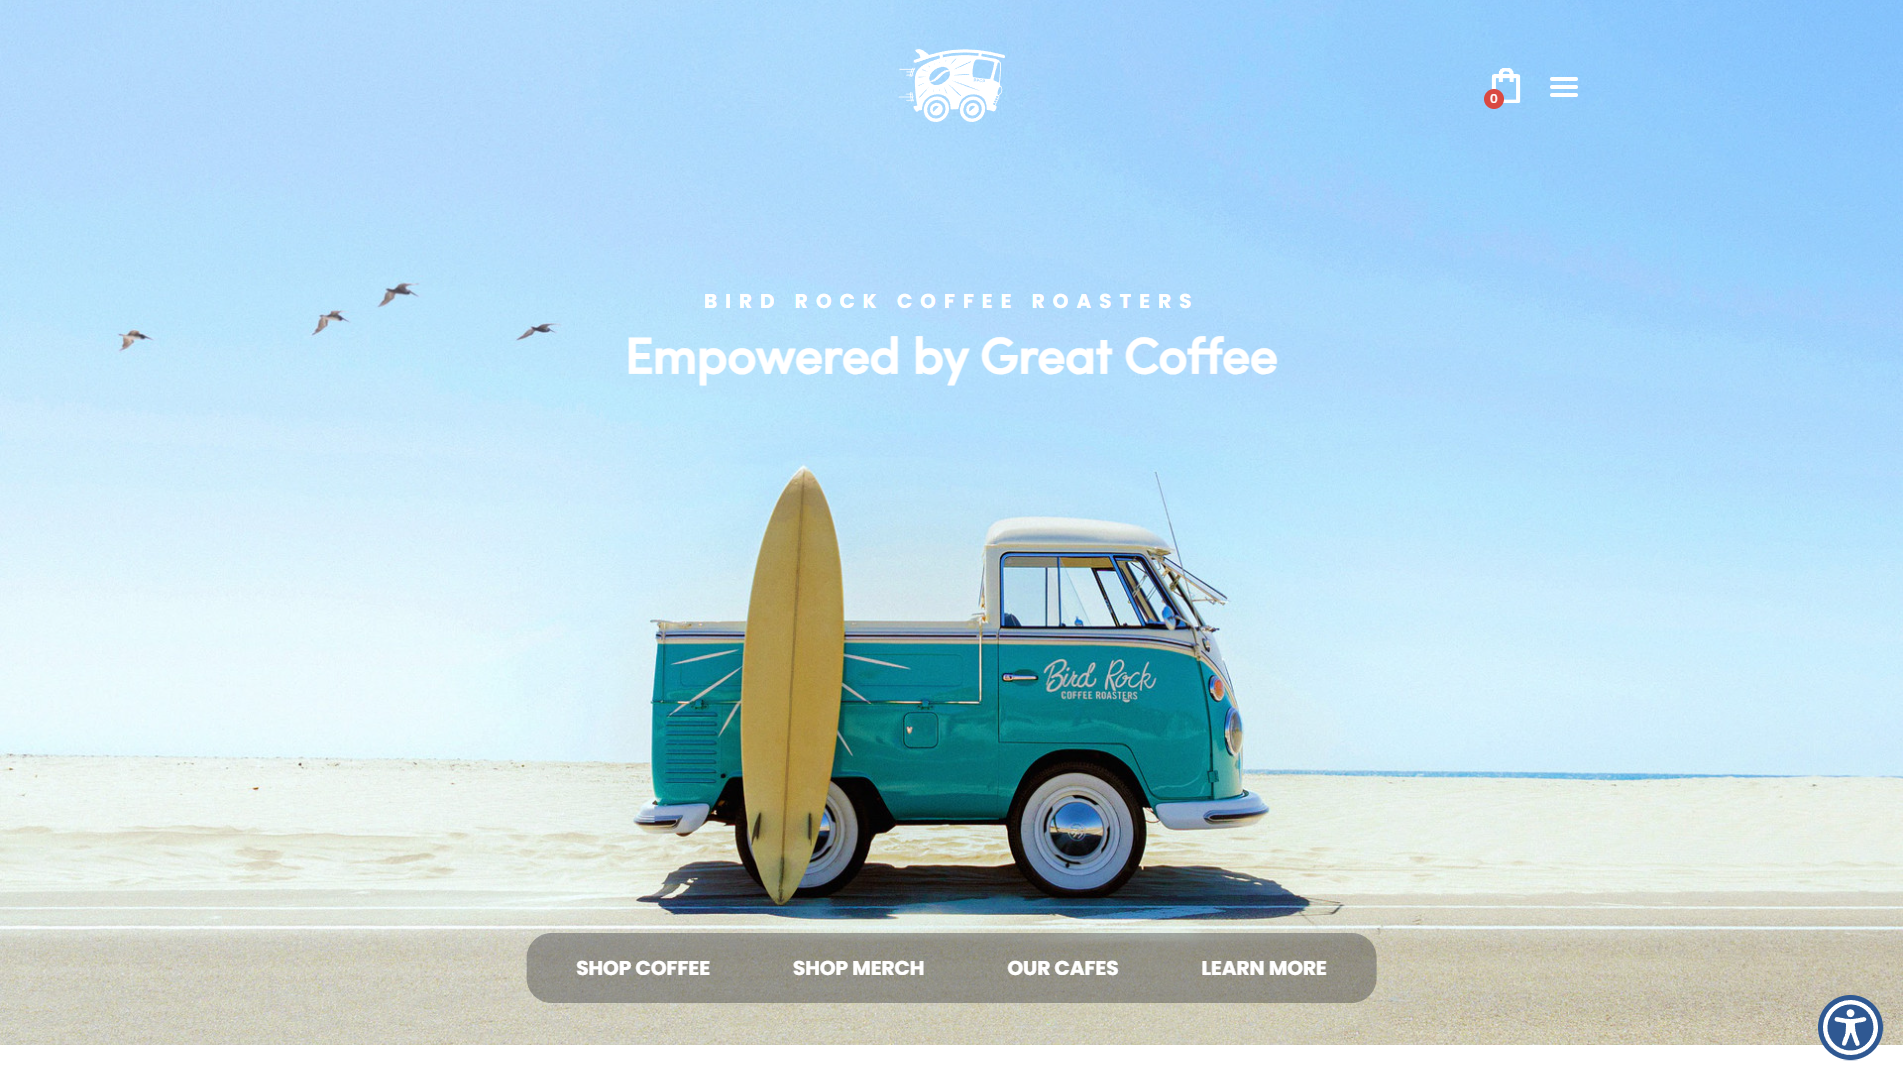 0
BIRD ROCK COFFEE ROASTERS
Empowered by Great Coffee
Bird Rock
COFFEE ROASTERS
SHOP COFFEE
SHOP MERCH
OUR CAFES
LEARN MORE